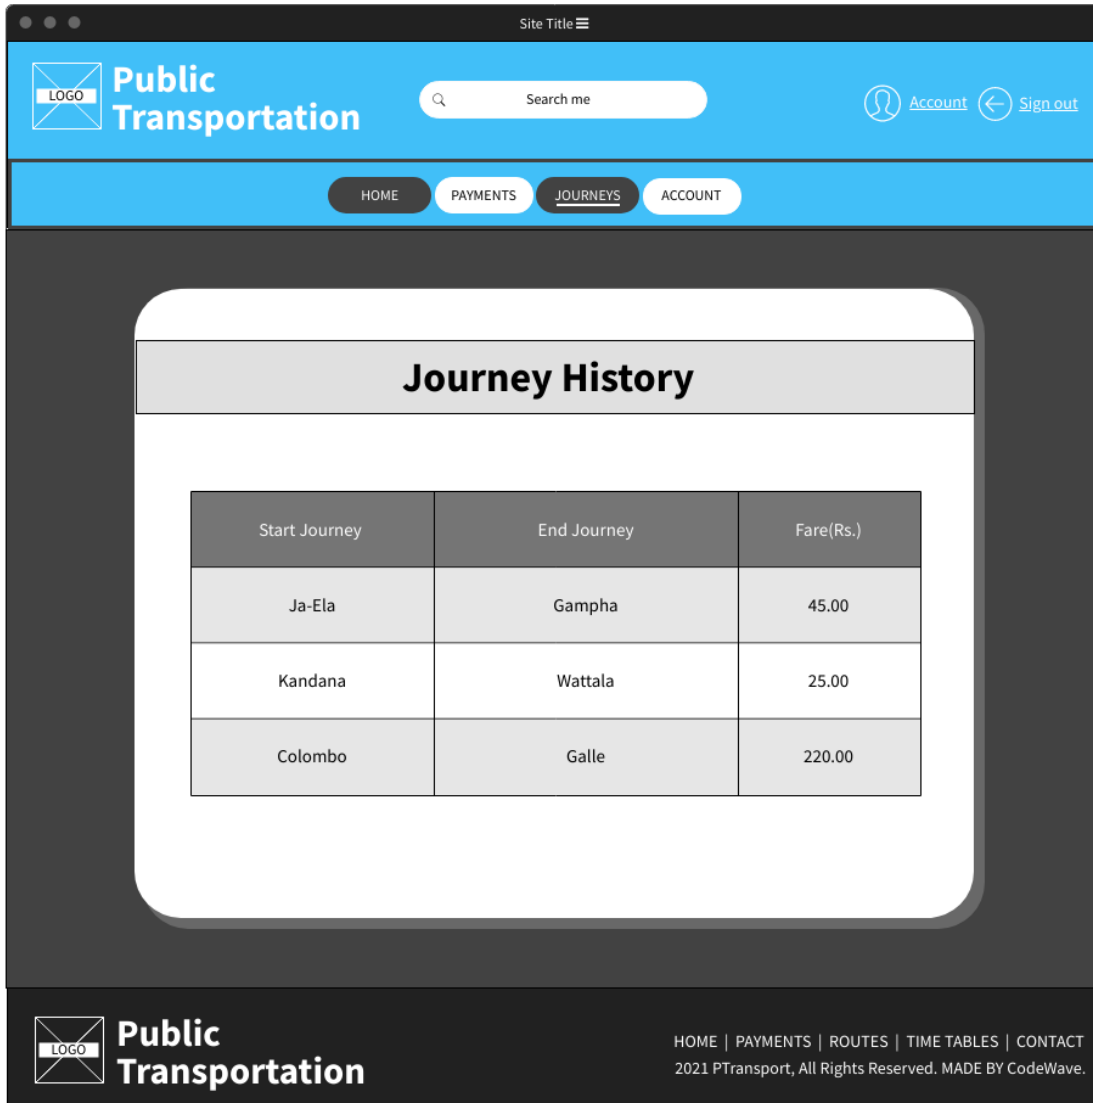 Site Title
LOGO
Public
Transportation
Search me
Account
Sign out
HOME
PAYMENTS
JOURNEYS
ACCOUNT
Journey History
Start Journey End Journey Fare(Rs.)
Ja-Ela Gampha 45.00
Kandana Wattala 25.00
Colombo Galle 220.00
LOGO
Public
Transportation
HOME | PAYMENTS | ROUTES | TIME TABLES | CONTACT
2021 PTransport, All Rights Reserved. MADE BY CodeWave.